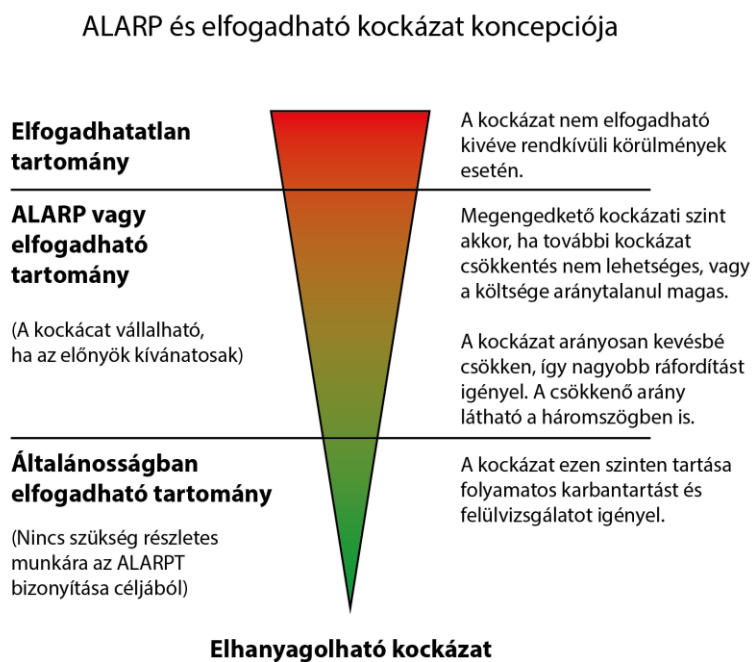 ALARP és elfogadható kockázat koncepciója
Elfogadhatatlan
tartomány
A kockázat nem elfogadható
kivéve rendkívüli körülmények
esetén.
ALARP vagy
elfogadható
tartomány
(A kockácat vállalható,
ha az előnyök kívánatosak)
Megengedkető kockázati szint
akkor, ha további kockázat
csökkentés nem lehetséges, vagy
a költsége aránytalanul magas.
A kockázat arányosan kevésbé
csökken, így nagyobb ráfordítást
igényel. A csökkenő arány
látható a háromszögben is.
Általánosságban
elfogadható tartomány
(Nincs szükség részletes
munkára az ALARPT
bizonyítása céljából)
A kockázat ezen szinten tartása
folyamatos karbantartást és
felülvizsgálatot igényel.
Elhanyagolható kockázat